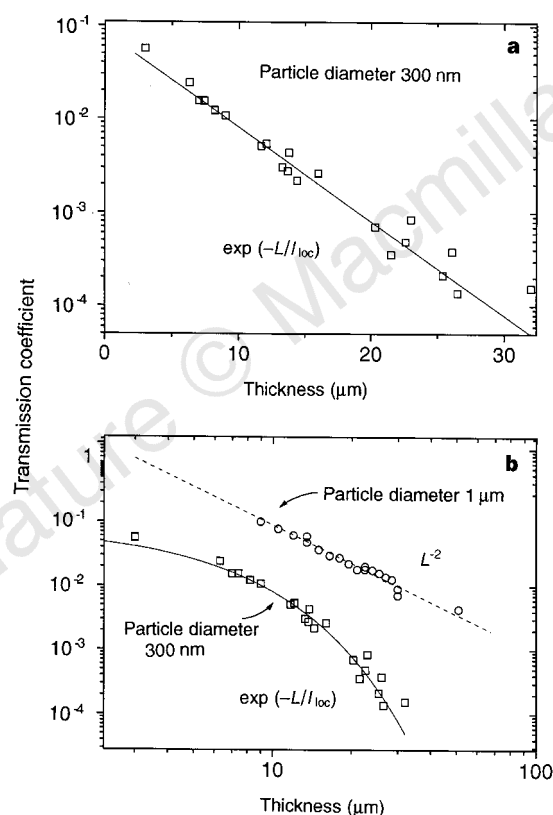 10⁻¹
a
Particle diameter 300 nm
10⁻²
10⁻³
exp (−L/l_loc)
10⁻⁴
0 10 20 30
Thickness (μm)
Transmission coefficient
1
b
Particle diameter 1 μm
10⁻¹
L⁻²
10⁻²
Particle diameter
300 nm
10⁻³
exp (−L/l_loc)
10⁻⁴
10 100
Thickness (μm)
ature © Macmilla